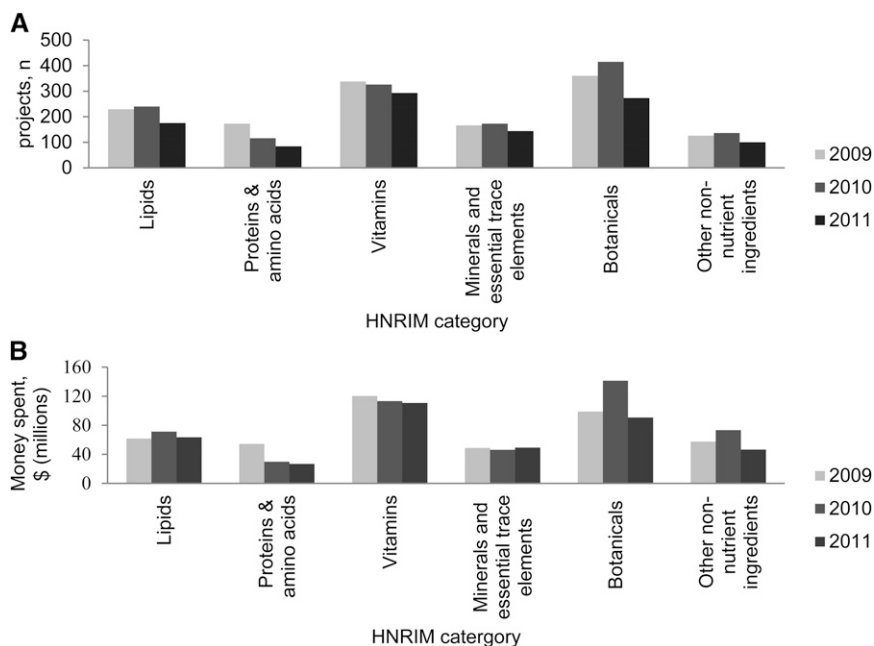 A
projects, n
500
400
300
200
100
0
Lipids
Proteins &
amino acids
Vitamins
Minerals and
essential trace
elements
Botanicals
Other non-
nutrient
ingredients
HNRIM category
2009
2010
2011
B
Money spent,
$ (millions)
160
120
80
40
0
Lipids
Proteins &
amino acids
Vitamins
Minerals and
essential trace
elements
Botanicals
Other non-
nutrient
ingredients
HNRIM catergory
2009
2010
2011